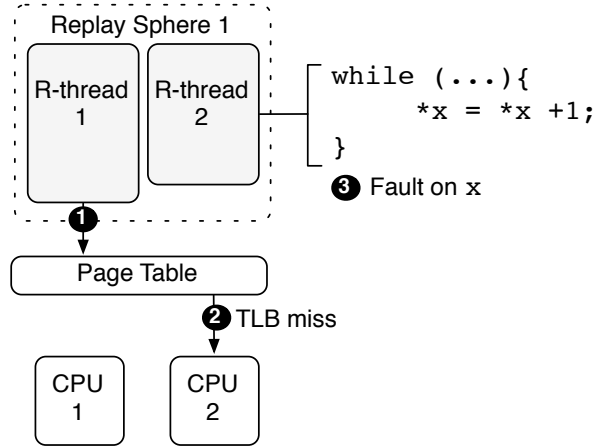 Replay Sphere 1
R-thread
1
R-thread
2
while (...){
*x = *x +1;
}
3 Fault on x
1
Page Table
2 TLB miss
CPU
1
CPU
2